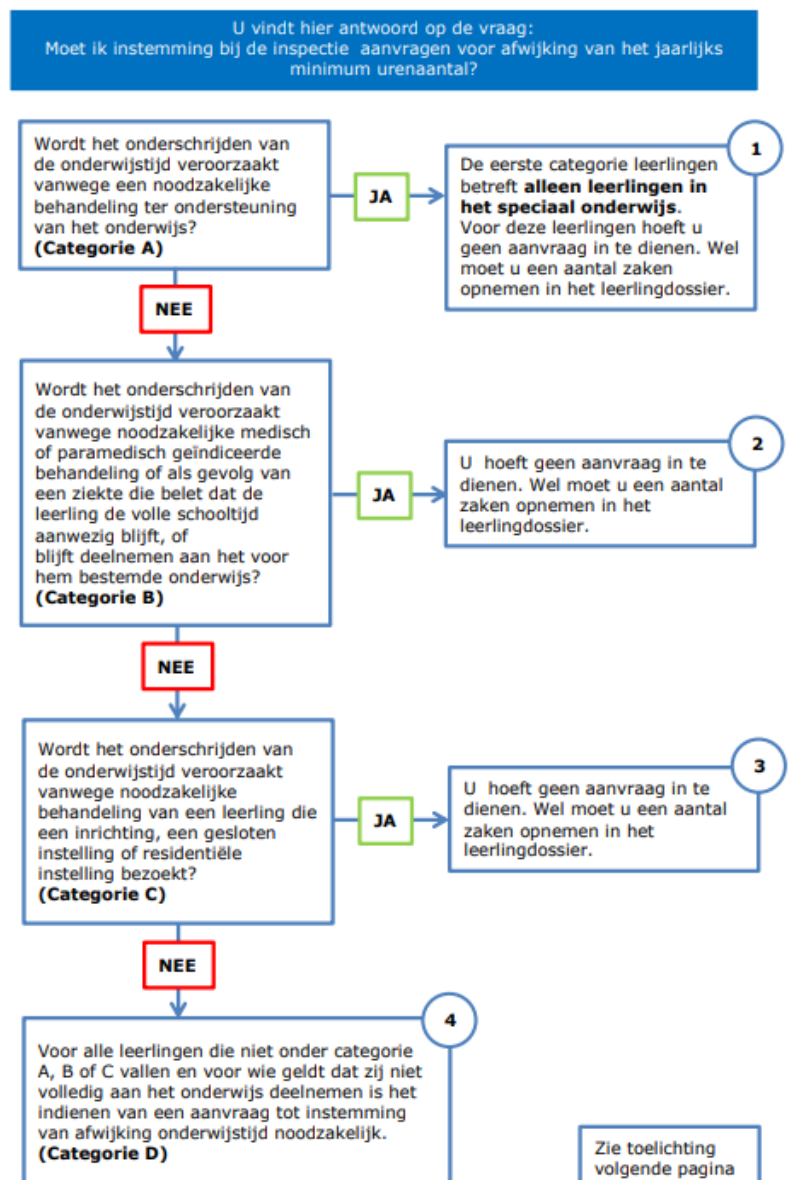 U vindt hier antwoord op de vraag:
Moet ik instemming bij de inspectie aanvragen voor afwijking van het jaarlijks
minimum urenaantal?
Wordt het onderschrijden van
de onderwijstijd veroorzaakt
vanwege een noodzakelijke
behandeling ter ondersteuning
van het onderwijs?
(Categorie A)
JA
1
De eerste categorie leerlingen
betreft alleen leerlingen in
het speciaal onderwijs.
Voor deze leerlingen hoeft u
geen aanvraag in te dienen. Wel
moet u een aantal zaken
opnemen in het leerlingdossier.
NEE
Wordt het onderschrijden van
de onderwijstijd veroorzaakt
vanwege noodzakelijke medisch
of paramedisch geïndiceerde
behandeling of als gevolg van
een ziekte die belet dat de
leerling de volle schooltijd
aanwezig blijft, of
blijft deelnemen aan het voor
hem bestemde onderwijs?
(Categorie B)
JA
2
U hoeft geen aanvraag in te
dienen. Wel moet u een aantal
zaken opnemen in het
leerlingdossier.
NEE
Wordt het onderschrijden van
de onderwijstijd veroorzaakt
vanwege noodzakelijke
behandeling van een leerling die
een inrichting, een gesloten
instelling of residentiële
instelling bezoekt?
(Categorie C)
JA
3
U hoeft geen aanvraag in te
dienen. Wel moet u een aantal
zaken opnemen in het
leerlingdossier.
NEE
4
Voor alle leerlingen die niet onder categorie
A, B of C vallen en voor wie geldt dat zij niet
volledig aan het onderwijs deelnemen is het
indienen van een aanvraag tot instemming
van afwijking onderwijstijd noodzakelijk.
(Categorie D)
Zie toelichting
volgende pagina